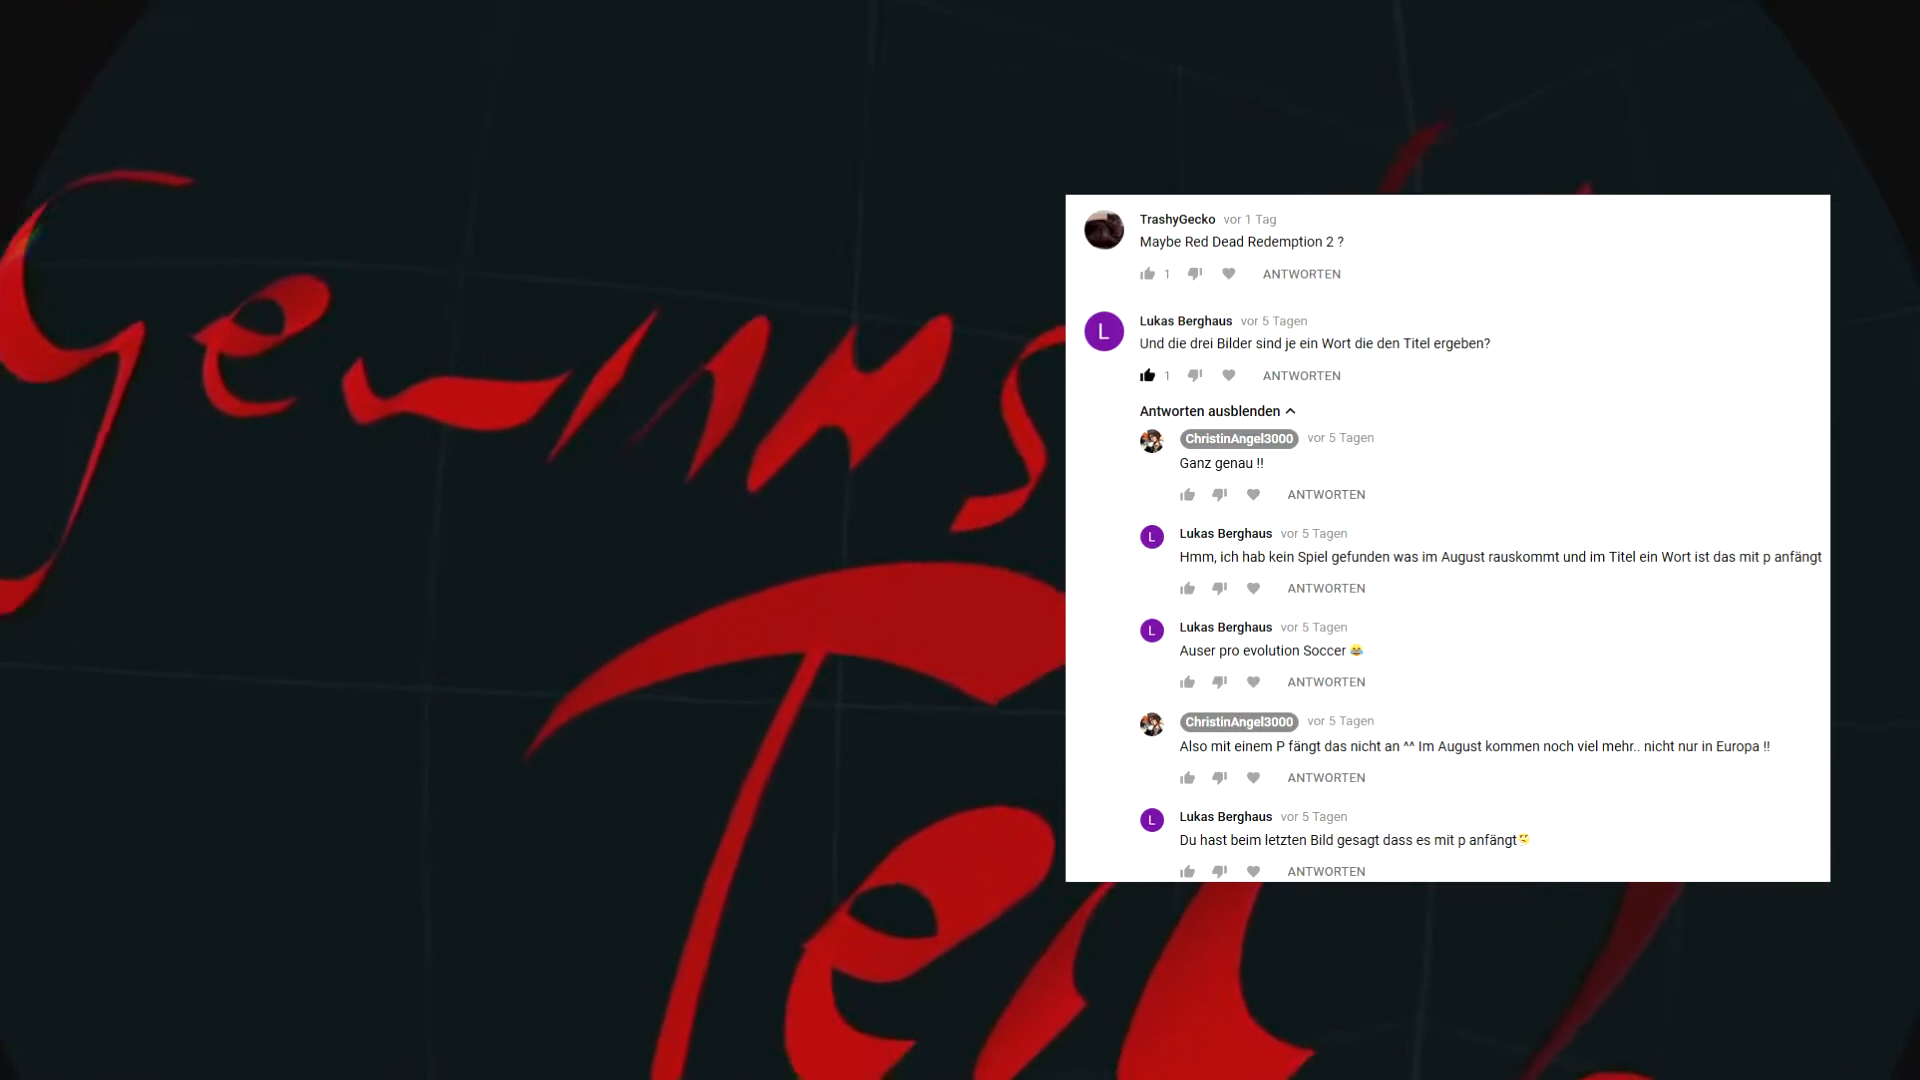 Gewinns
Teil
TrashyGecko vor 1 Tag
Maybe Red Dead Redemption 2 ?
1 ANTWORTEN
L Lukas Berghaus vor 5 Tagen
Und die drei Bilder sind je ein Wort die den Titel ergeben?
1 ANTWORTEN
Antworten ausblenden
ChristinAngel3000 vor 5 Tagen
Ganz genau !!
ANTWORTEN
L Lukas Berghaus vor 5 Tagen
Hmm, ich hab kein Spiel gefunden was im August rauskommt und im Titel ein Wort ist das mit p anfängt
ANTWORTEN
L Lukas Berghaus vor 5 Tagen
Auser pro evolution Soccer 😂
ANTWORTEN
ChristinAngel3000 vor 5 Tagen
Also mit einem P fängt das nicht an ^^ Im August kommen noch viel mehr.. nicht nur in Europa !!
ANTWORTEN
L Lukas Berghaus vor 5 Tagen
Du hast beim letzten Bild gesagt dass es mit p anfängt
ANTWORTEN